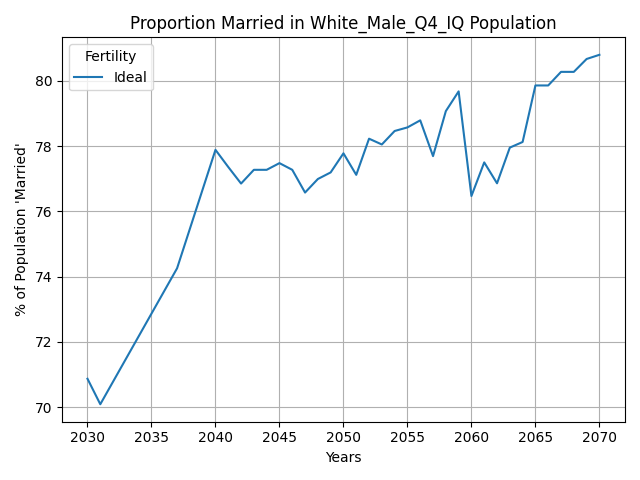 Proportion Married in White_Male_Q4_IQ Population
Fertility
Ideal
% of Population 'Married'
80
78
76
74
72
70
2030 2035 2040 2045 2050 2055 2060 2065 2070
Years